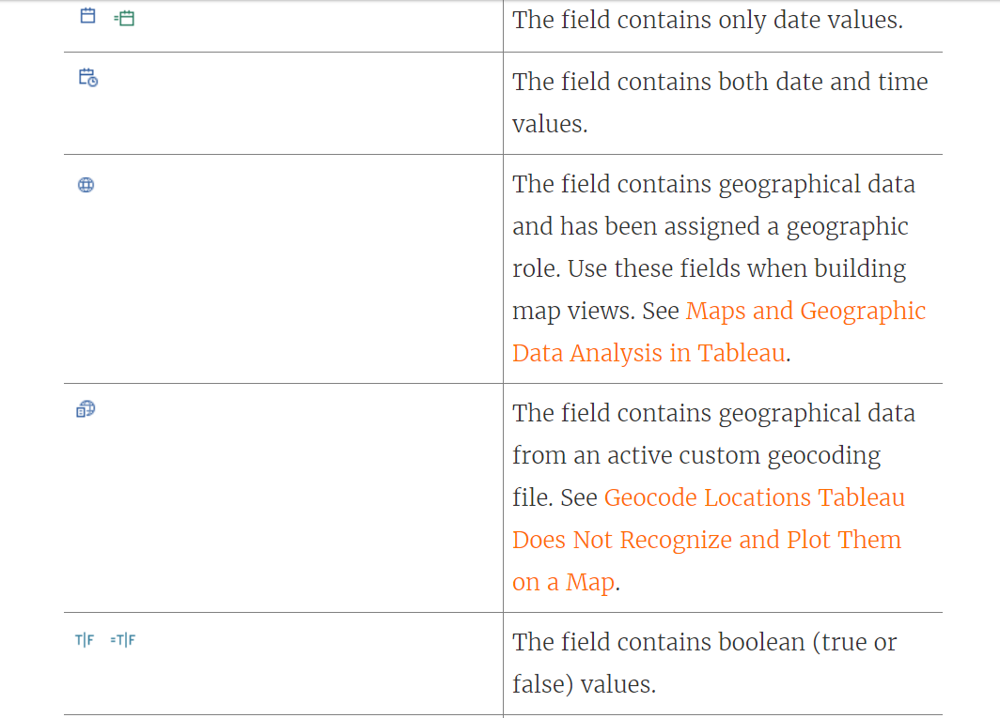 The field contains only date values.
The field contains both date and time
values.
The field contains geographical data
and has been assigned a geographic
role. Use these fields when building
map views. See Maps and Geographic
Data Analysis in Tableau.
The field contains geographical data
from an active custom geocoding
file. See Geocode Locations Tableau
Does Not Recognize and Plot Them
on a Map.
T|F =T|F
The field contains boolean (true or
false) values.